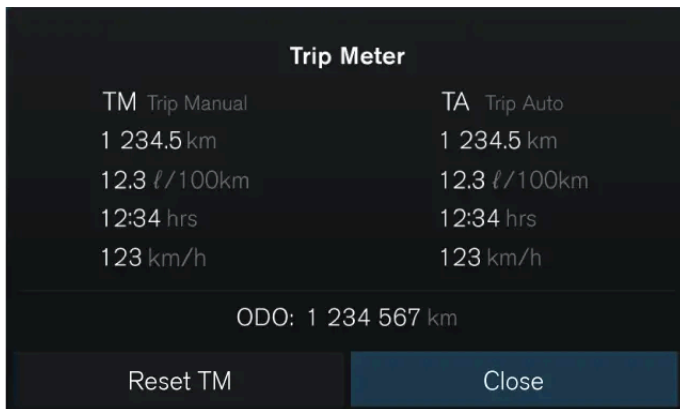 Trip Meter
TM Trip Manual
1 234.5 km
12.3 ℓ/100km
12:34 hrs
123 km/h
TA Trip Auto
1 234.5 km
12.3 ℓ/100km
12:34 hrs
123 km/h
ODO: 1 234 567 km
Reset TM
Close